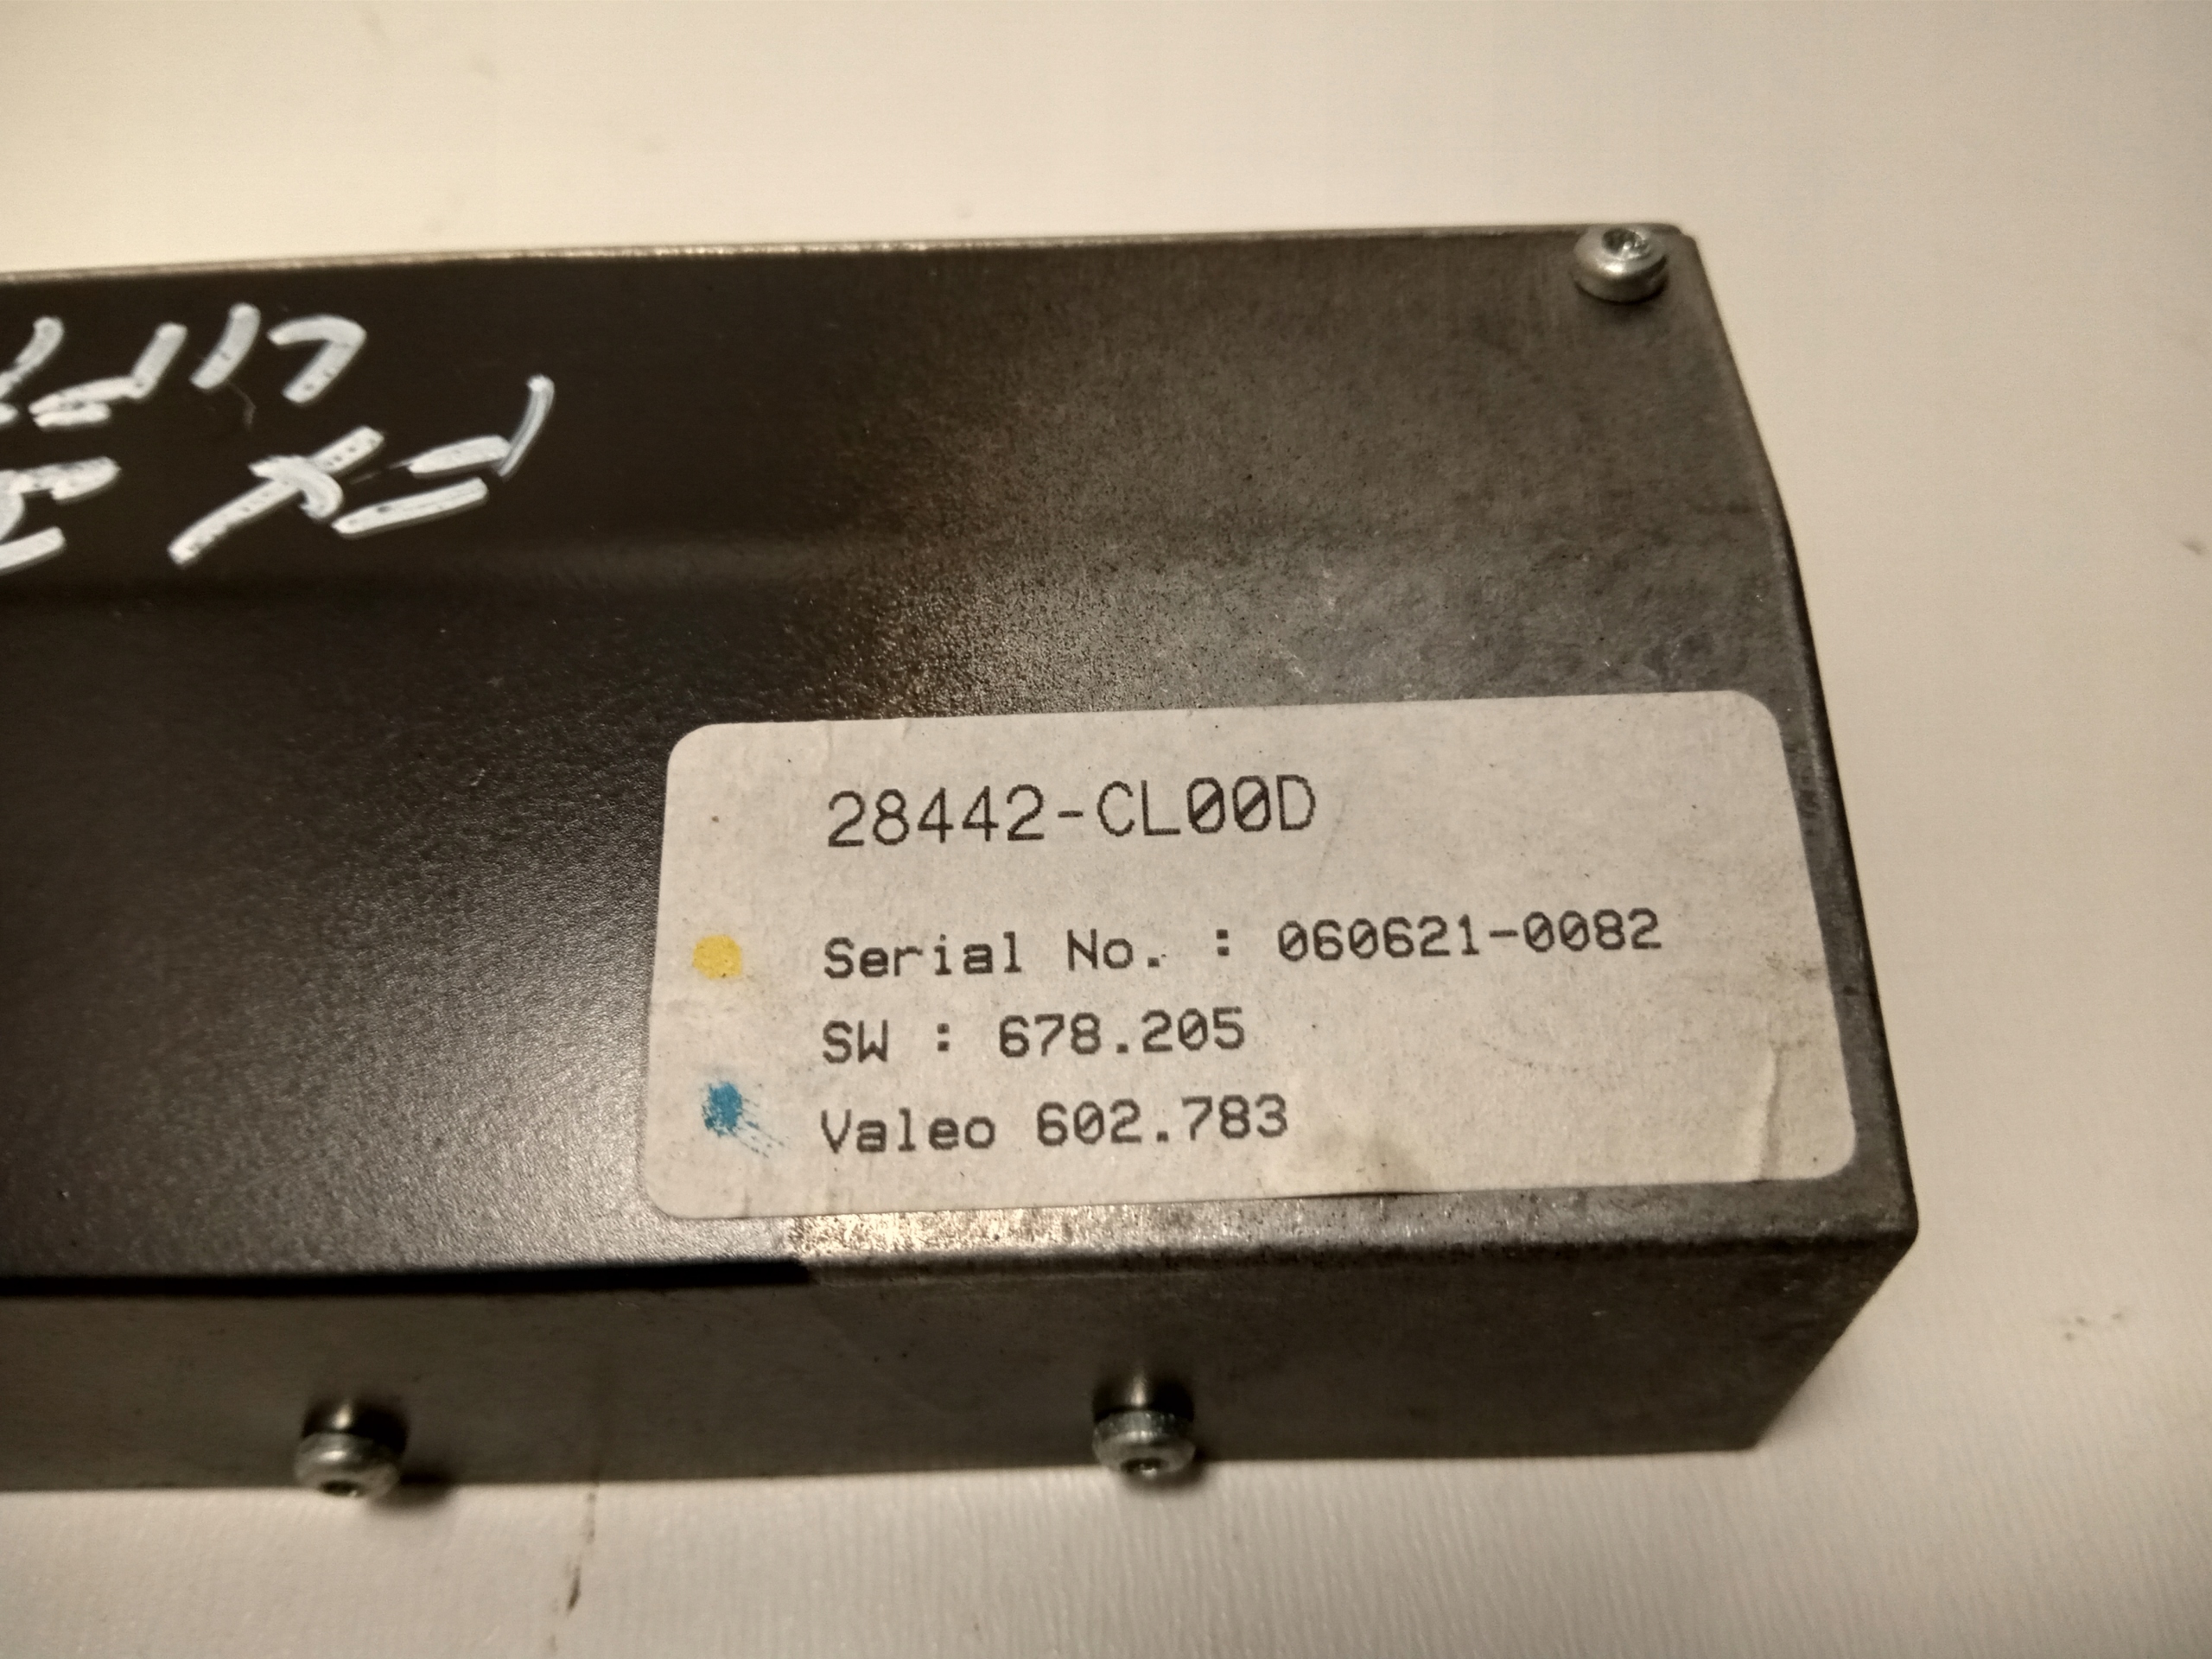 28442-CL00D
Serial No. : 060621-0082
SW : 678.205
Valeo 602.783